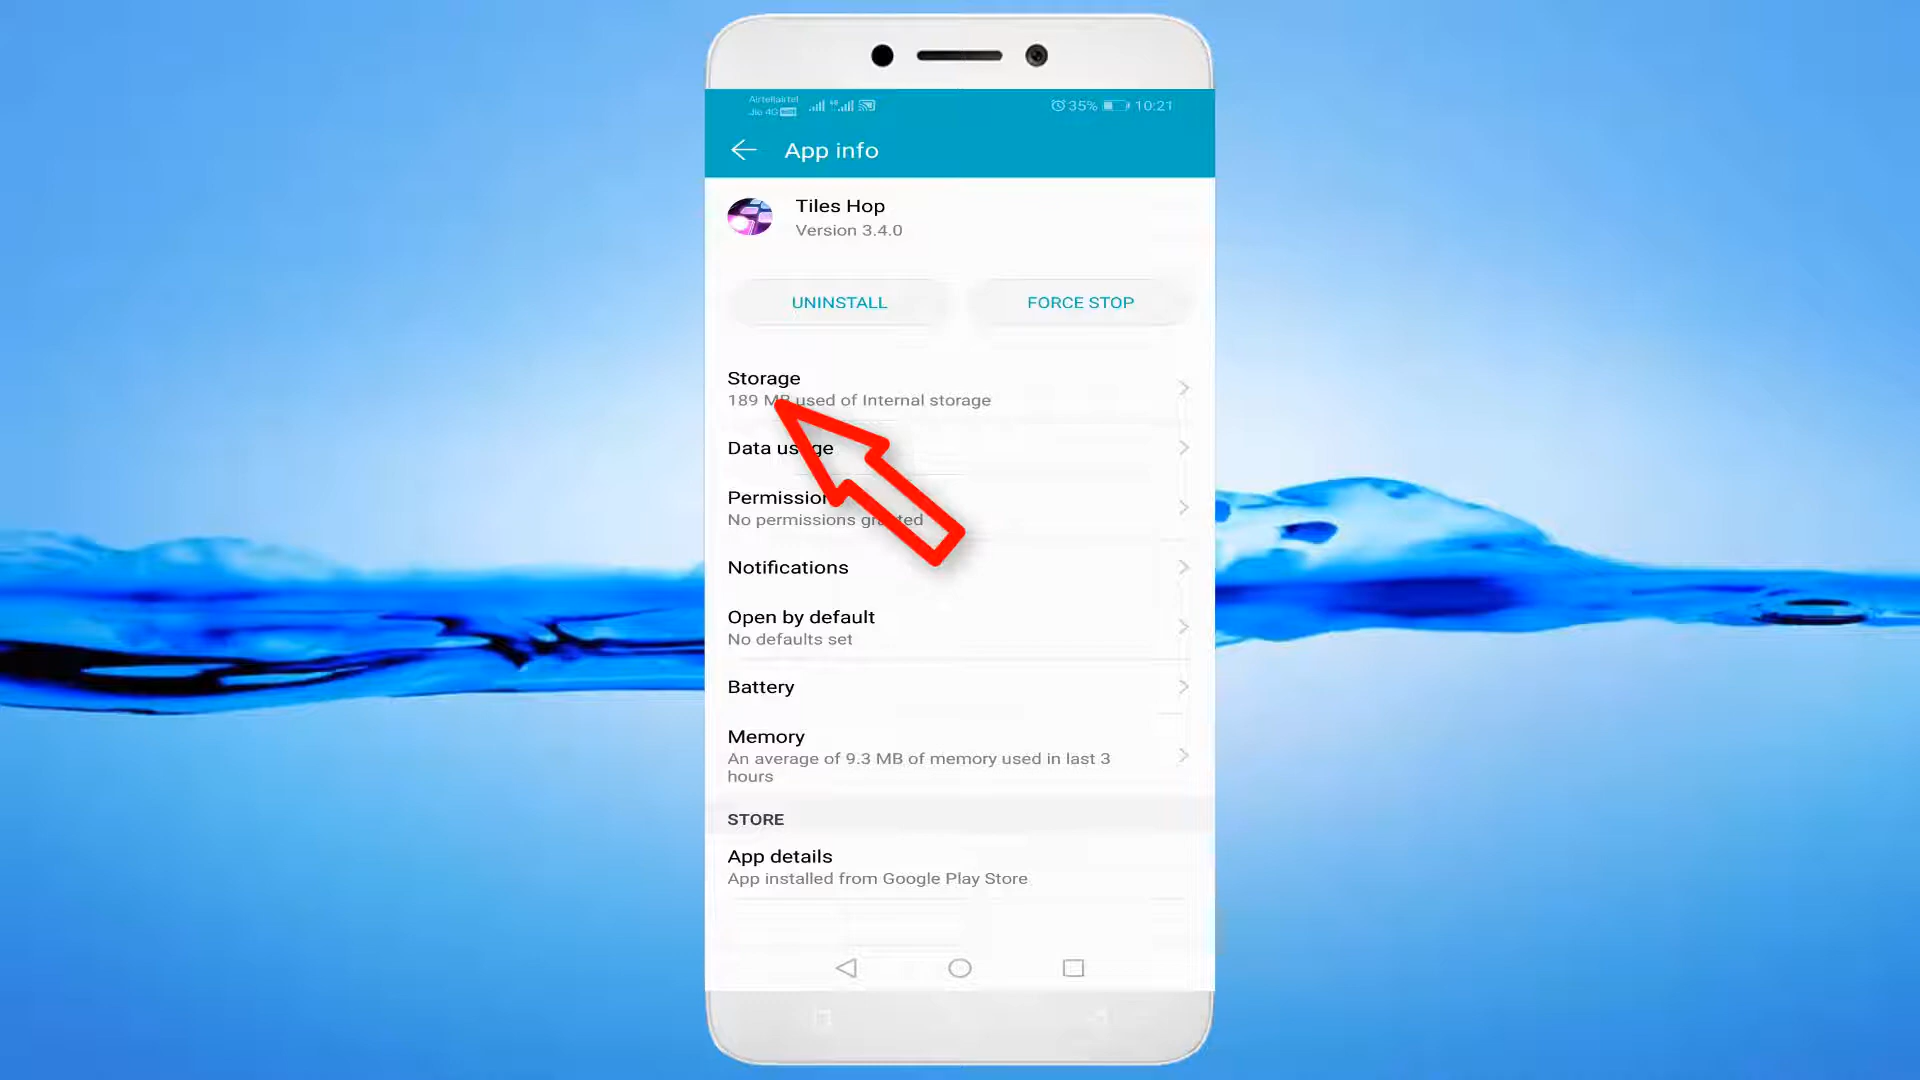 Airtelairtel
Jio 4G
35% 10:21
App info
Tiles Hop
Version 3.4.0
UNINSTALL
FORCE STOP
Storage
189 MB used of Internal storage
Data usage
Permission
No permissions granted
Notifications
Open by default
No defaults set
Battery
Memory
An average of 9.3 MB of memory used in last 3
hours
STORE
App details
App installed from Google Play Store